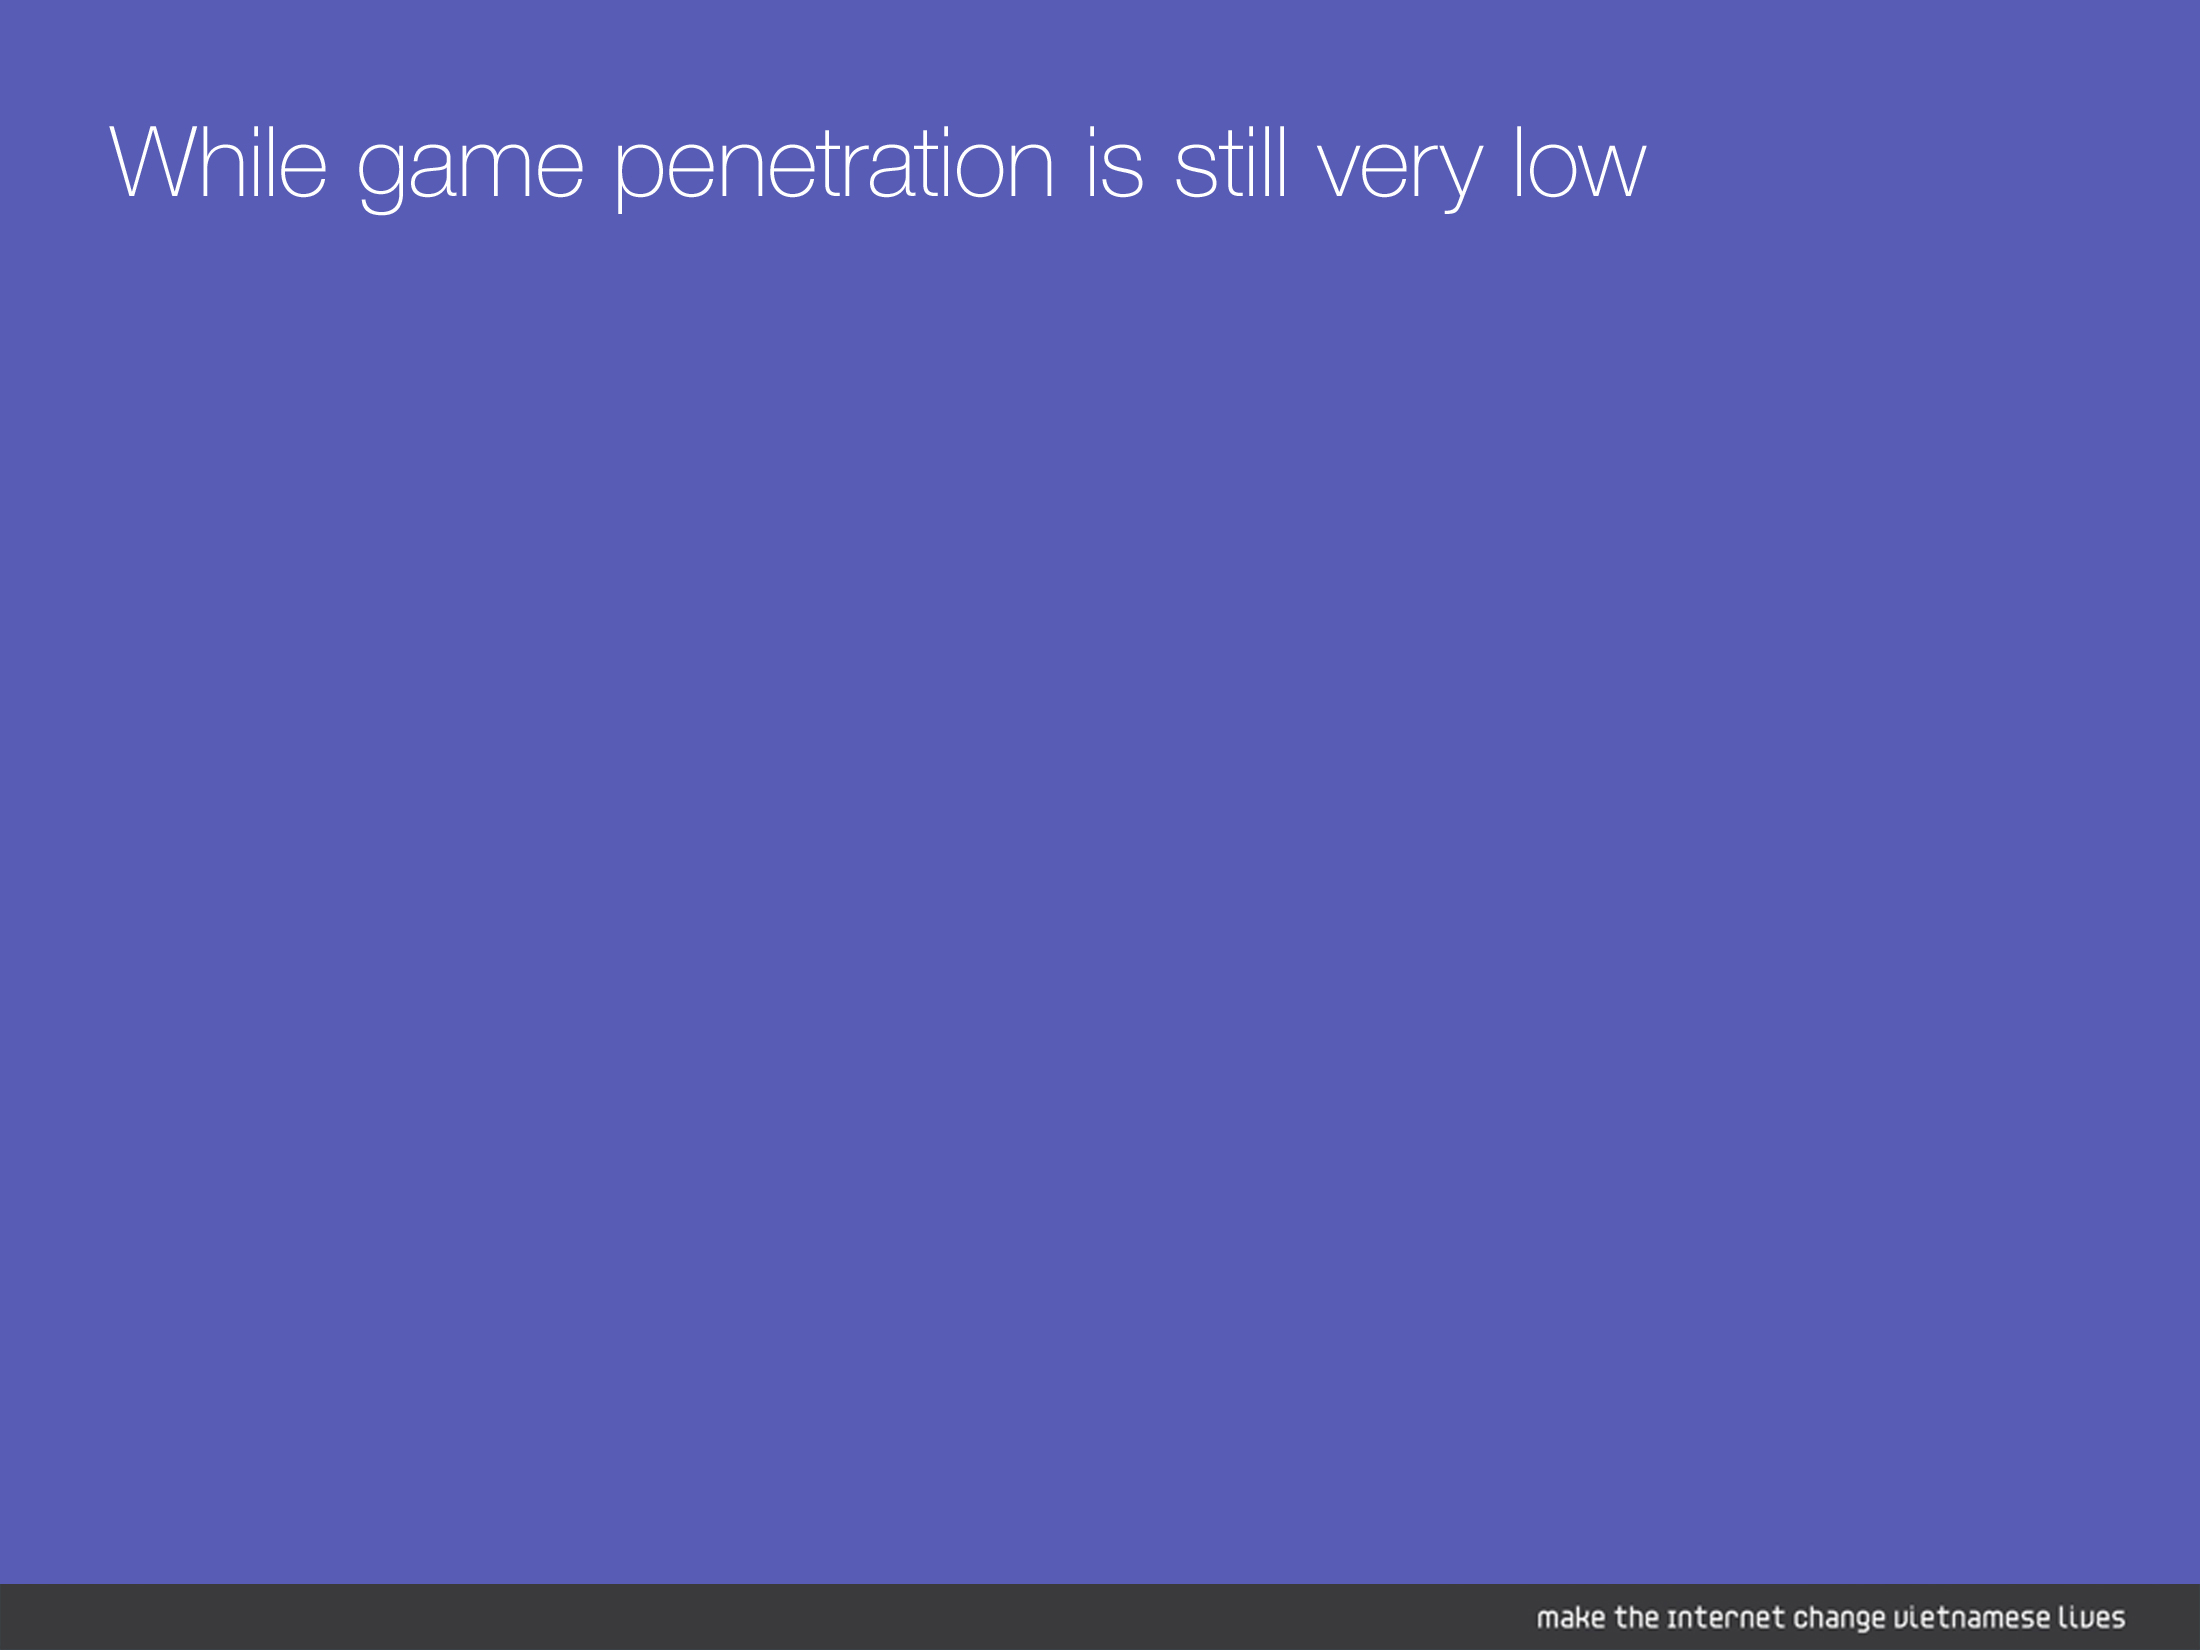 While game penetration is still very low
make the Internet change Vietnamese lives